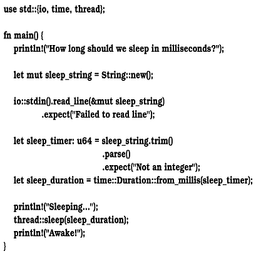 use std::{io, time, thread};

fn main() {
    println!("How long should we sleep in milliseconds?");

    let mut sleep_string = String::new();

    io::stdin().read_line(&mut sleep_string)
              .expect("Failed to read line");

    let sleep_timer: u64 = sleep_string.trim()
                                       .parse()
                                       .expect("Not an integer");
    let sleep_duration = time::Duration::from_millis(sleep_timer);

    println!("Sleeping...");
    thread::sleep(sleep_duration);
    println!("Awake!");
}